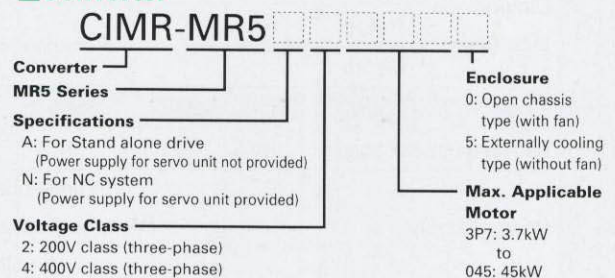 CIMR-MR5
Converter
MR5 Series
Specifications
A: For Stand alone drive
(Power supply for servo unit not provided)
N: For NC system
(Power supply for servo unit provided)
Voltage Class
2: 200V class (three-phase)
4: 400V class (three-phase)
Enclosure
0: Open chassis
type (with fan)
5: Externally cooling
type (without fan)
Max. Applicable
Motor
3P7: 3.7kW
to
045: 45kW